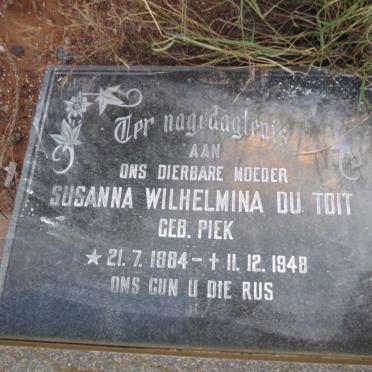 Ter nagedagtenis
AAN
ONS DIERBARE MOEDER
SUSANNA WILHELMINA DU TOIT
GEB. PIEK
★ 21. 7. 1884 - † 11. 12. 1948
ONS GUN U DIE RUS